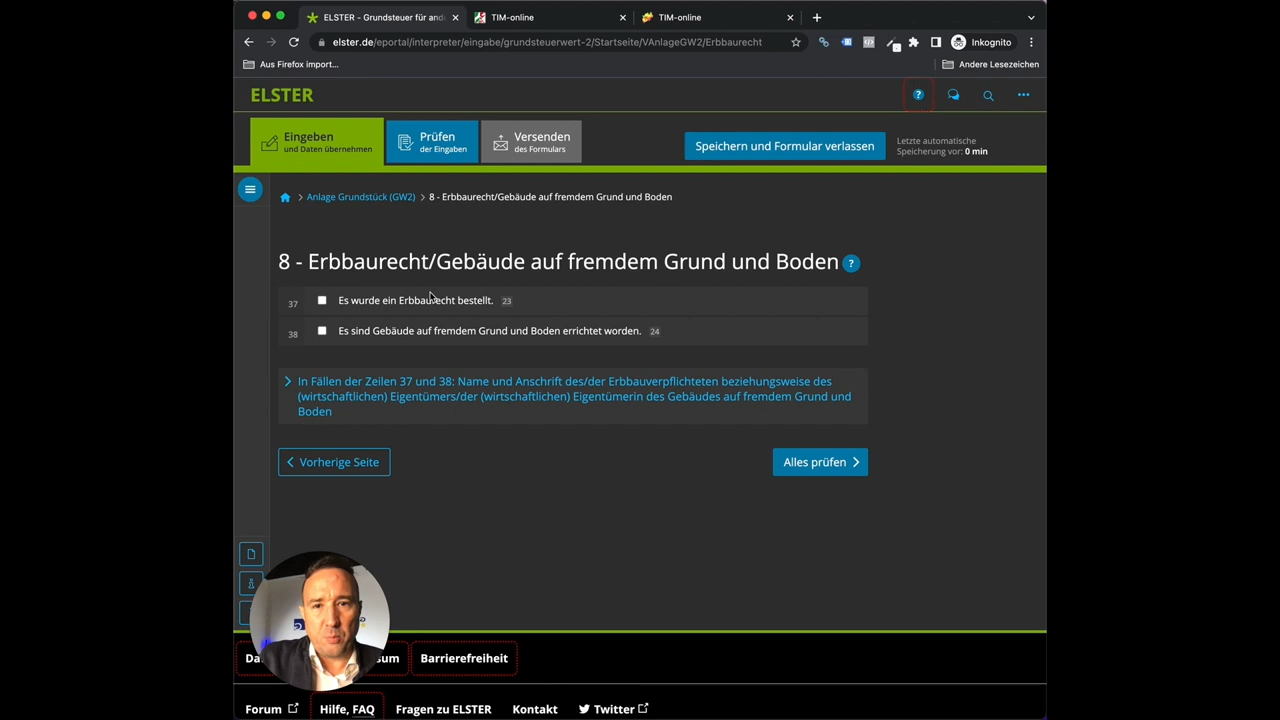 ELSTER - Grundsteuer für and
TIM-online
TIM-online
elster.de/eportal/interpreter/eingabe/grundsteuerwert-2/Startseite/VAnlageGW2/Erbbaurecht
Inkognito
Aus Firefox import...
Andere Lesezeichen
ELSTER
?
Eingeben
und Daten übernehmen
Prüfen
der Eingaben
Versenden
des Formulars
Speichern und Formular verlassen
Letzte automatische
Speicherung vor: 0 min
Anlage Grundstück (GW2)
8 - Erbbaurecht/Gebäude auf fremdem Grund und Boden
8 - Erbbaurecht/Gebäude auf fremdem Grund und Boden ?
37 Es wurde ein Erbbaurecht bestellt. 23
38 Es sind Gebäude auf fremdem Grund und Boden errichtet worden. 24
In Fällen der Zeilen 37 und 38: Name und Anschrift des/der Erbbauverpflichteten beziehungsweise des
(wirtschaftlichen) Eigentümers/der (wirtschaftlichen) Eigentümerin des Gebäudes auf fremdem Grund und
Boden
Vorherige Seite
Alles prüfen
Da
sum
Barrierefreiheit
Forum
Hilfe, FAQ
Fragen zu ELSTER
Kontakt
Twitter